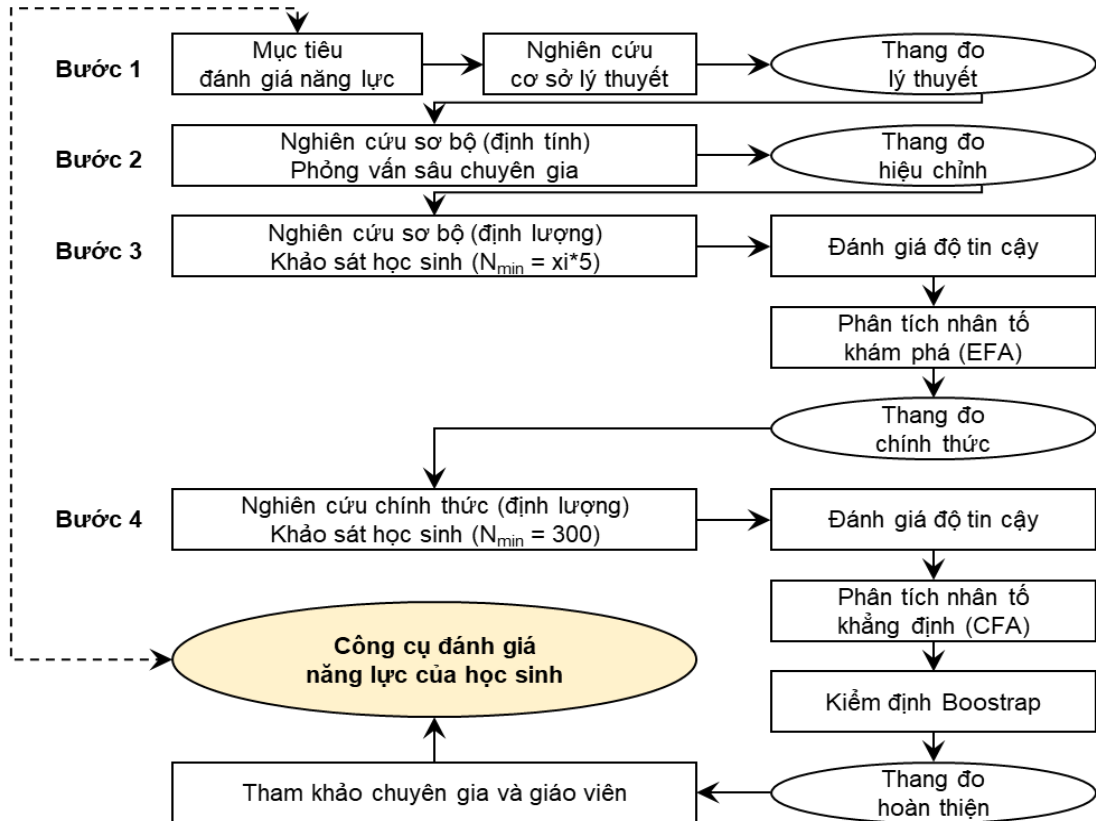 Bước 1
Mục tiêu
đánh giá năng lực
Nghiên cứu
cơ sở lý thuyết
Thang đo
lý thuyết
Bước 2
Nghiên cứu sơ bộ (định tính)
Phỏng vấn sâu chuyên gia
Thang đo
hiệu chỉnh
Bước 3
Nghiên cứu sơ bộ (định lượng)
Khảo sát học sinh (Nmin = xi*5)
Đánh giá độ tin cậy
Phân tích nhân tố
khám phá (EFA)
Thang đo
chính thức
Bước 4
Nghiên cứu chính thức (định lượng)
Khảo sát học sinh (Nmin = 300)
Đánh giá độ tin cậy
Phân tích nhân tố
khẳng định (CFA)
Kiểm định Boostrap
Thang đo
hoàn thiện
Tham khảo chuyên gia và giáo viên
Công cụ đánh giá
năng lực của học sinh